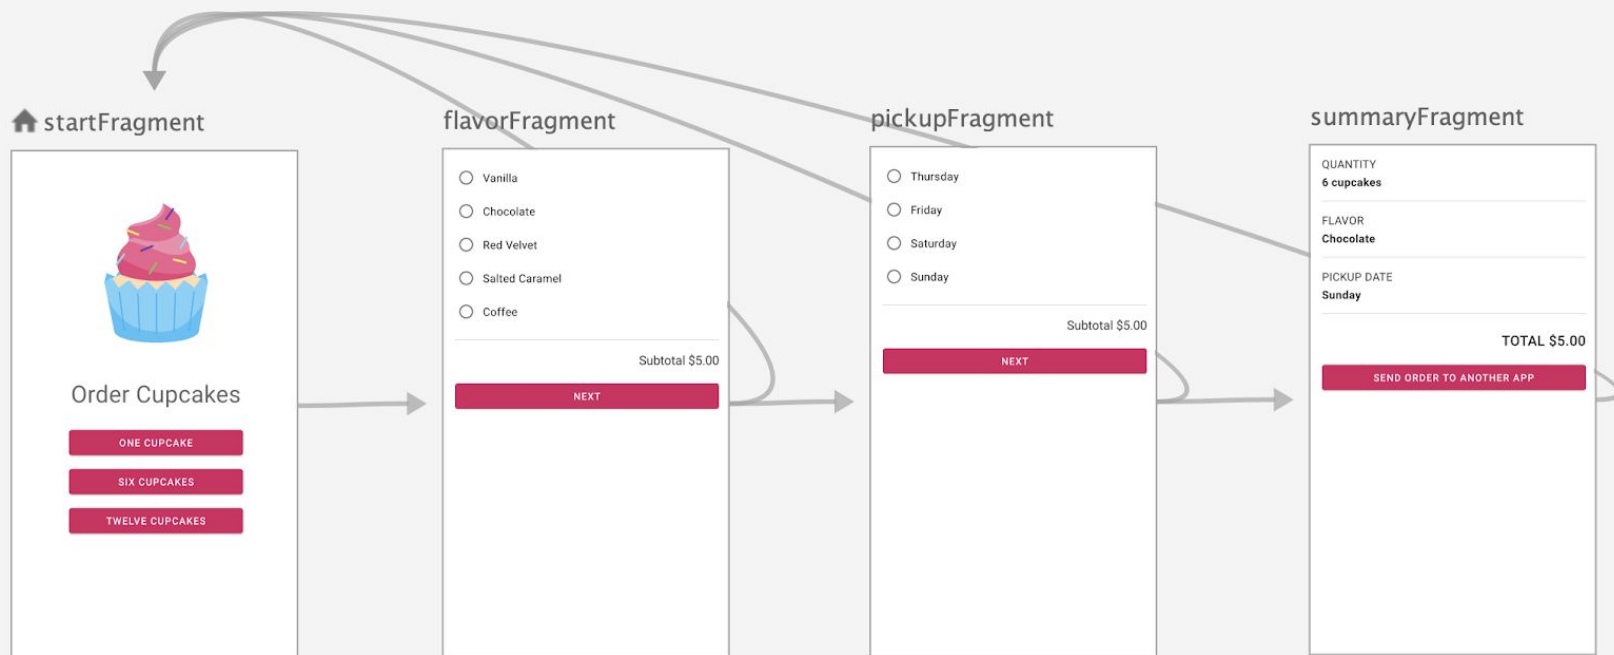 startFragment
Order Cupcakes
ONE CUPCAKE
SIX CUPCAKES
TWELVE CUPCAKES
flavorFragment
Vanilla
Chocolate
Red Velvet
Salted Caramel
Coffee
Subtotal $5.00
NEXT
pickupFragment
Thursday
Friday
Saturday
Sunday
Subtotal $5.00
NEXT
summaryFragment
QUANTITY
6 cupcakes
FLAVOR
Chocolate
PICKUP DATE
Sunday
TOTAL $5.00
SEND ORDER TO ANOTHER APP